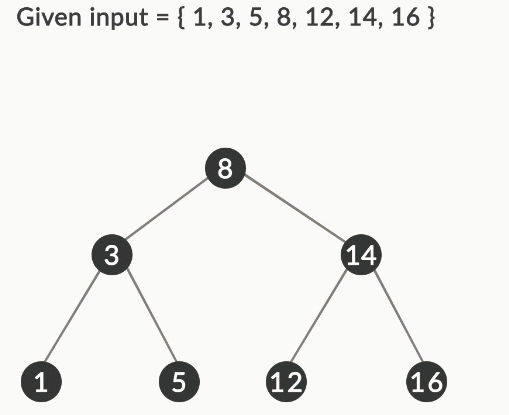 Given input = { 1, 3, 5, 8, 12, 14, 16 }
8
3 14
1 5 12 16